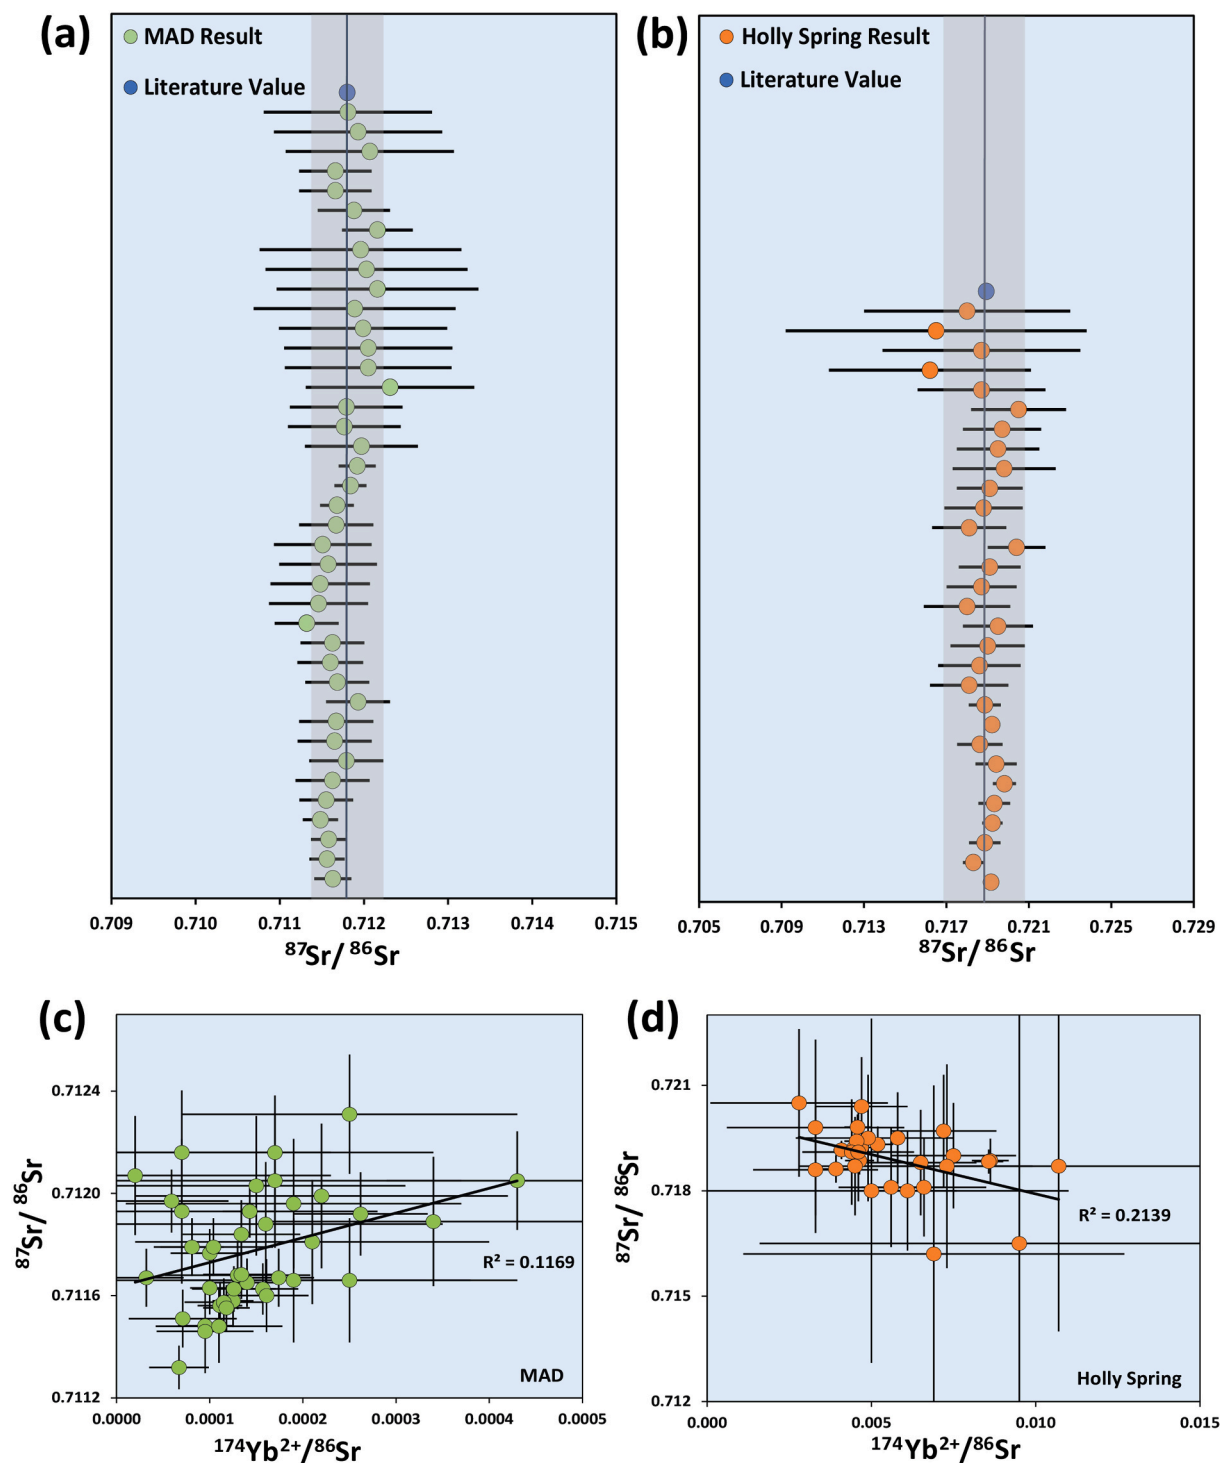 (a)
MAD Result
Literature Value
0.709 0.710 0.711 0.712 0.713 0.714 0.715
⁸⁷Sr/ ⁸⁶Sr
(b)
Holly Spring Result
Literature Value
0.705 0.709 0.713 0.717 0.721 0.725 0.729
⁸⁷Sr/ ⁸⁶Sr
(c)
⁸⁷Sr/ ⁸⁶Sr
0.7124
0.7120
0.7116
0.7112
R² = 0.1169
MAD
0.0000 0.0001 0.0002 0.0003 0.0004 0.0005
¹⁷⁴Yb²⁺/⁸⁶Sr
(d)
⁸⁷Sr/ ⁸⁶Sr
0.721
0.718
0.715
0.712
R² = 0.2139
Holly Spring
0.000 0.005 0.010 0.015
¹⁷⁴Yb²⁺/⁸⁶Sr